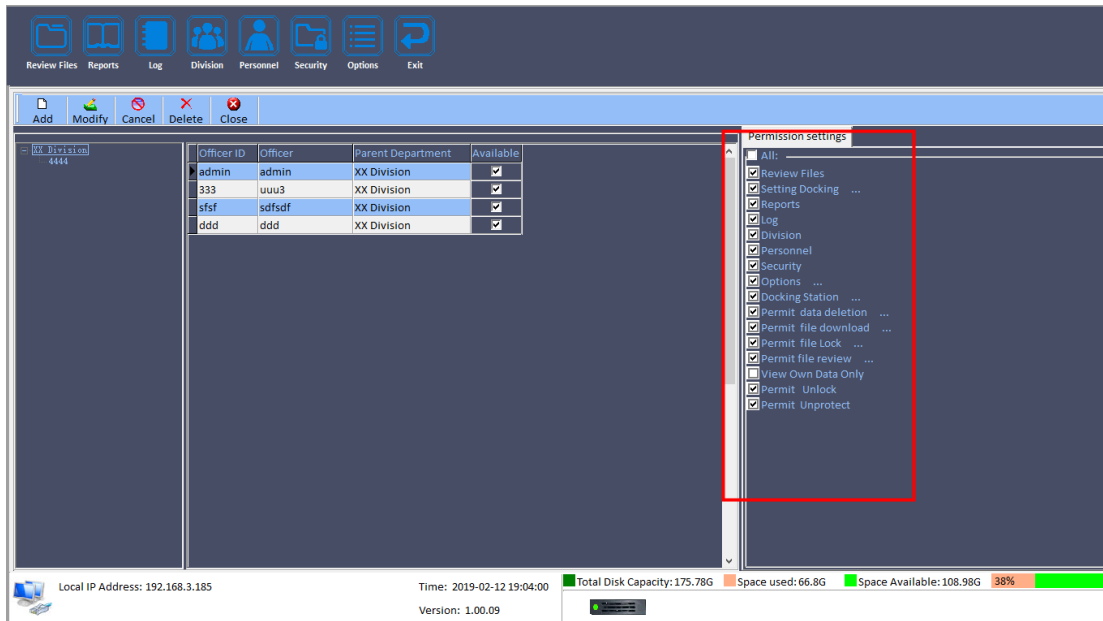 Review Files Reports Log Division Personnel Security Options Exit
Add Modify Cancel Delete Close
XX Division
4444
Officer ID Officer Parent Department Available
admin admin XX Division
333 uuu3 XX Division
sfsf sdfsdf XX Division
ddd ddd XX Division
Permission settings
All:
Review Files
Setting Docking ...
Reports
Log
Division
Personnel
Security
Options ...
Docking Station ...
Permit data deletion ...
Permit file download ...
Permit file Lock ...
Permit file review ...
View Own Data Only
Permit Unlock
Permit Unprotect
Local IP Address: 192.168.3.185
Time: 2019-02-12 19:04:00
Version: 1.00.09
Total Disk Capacity:175.78G Space used:66.8G Space Available:108.98G 38%